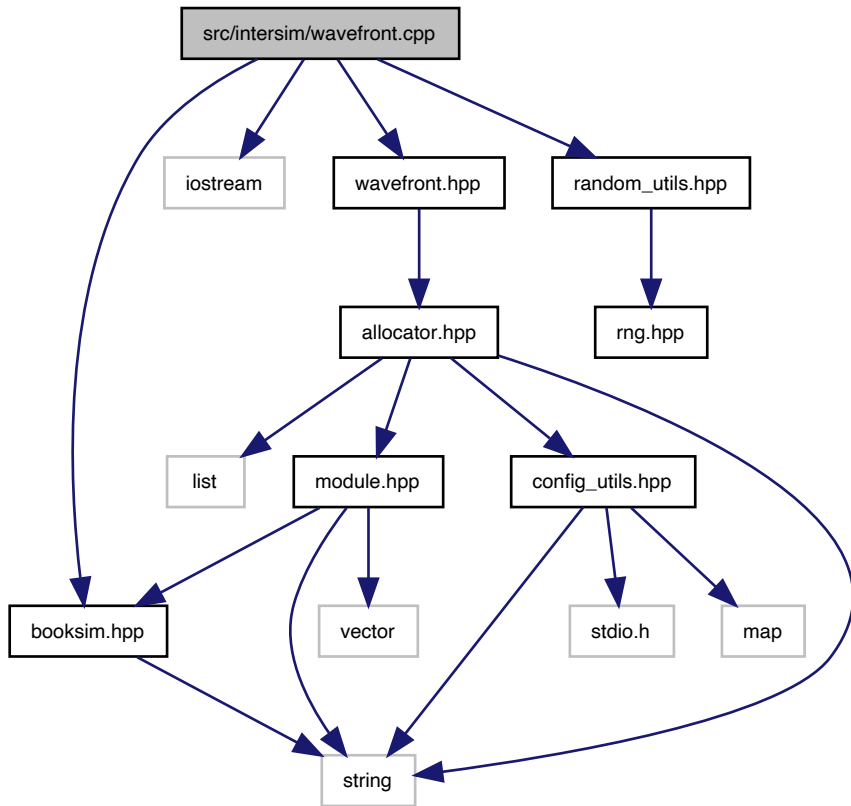 src/intersim/wavefront.cpp
iostream
wavefront.hpp
random_utils.hpp
allocator.hpp
rng.hpp
list
module.hpp
config_utils.hpp
booksim.hpp
vector
stdio.h
map
string